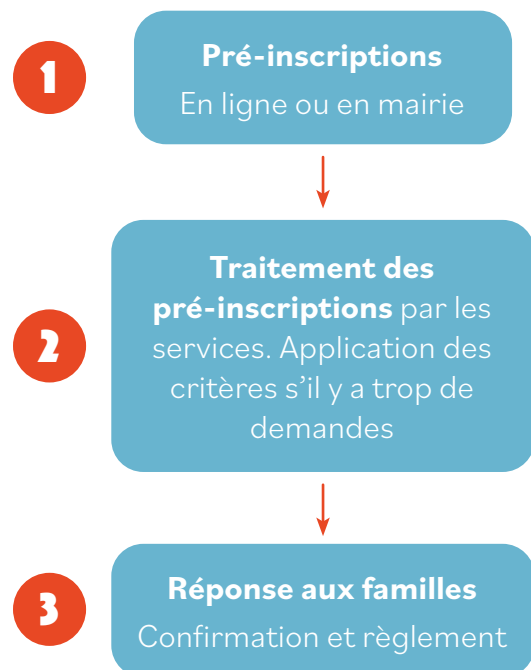 1
Pré-inscriptions
En ligne ou en mairie
2
Traitement des
pré-inscriptions par les
services. Application des
critères s’il y a trop de
demandes
3
Réponse aux familles
Confirmation et règlement